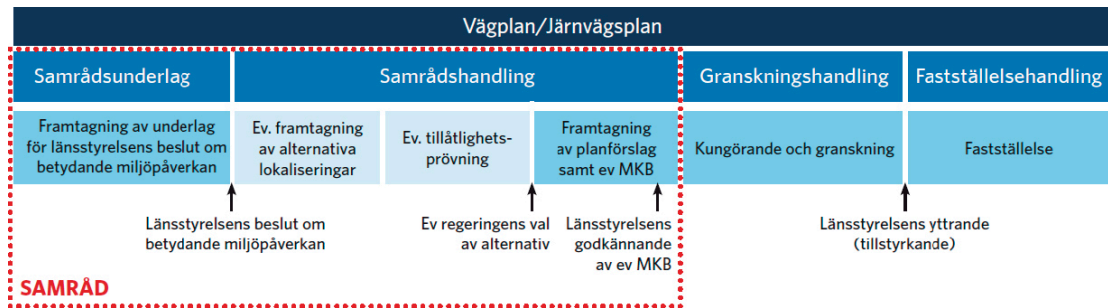 Vägplan/Järnvägsplan
Samrådsunderlag
Samrådshandling
Granskningshandling
Fastställelsehandling
Framtagning av underlag
för länsstyrelsens beslut om
betydande miljöpåverkan
Ev. framtagning
av alternativa
lokaliseringar
Ev. tillåtlighets-
prövning
Framtagning
av planförslag
samt ev MKB
Kungörande och granskning
Fastställelse
Länsstyrelsens beslut om
betydande miljöpåverkan
Ev regeringens val
av alternativ
Länsstyrelsens
godkännande
av ev MKB
Länsstyrelsens yttrande
(tillstyrkande)
SAMRÅD